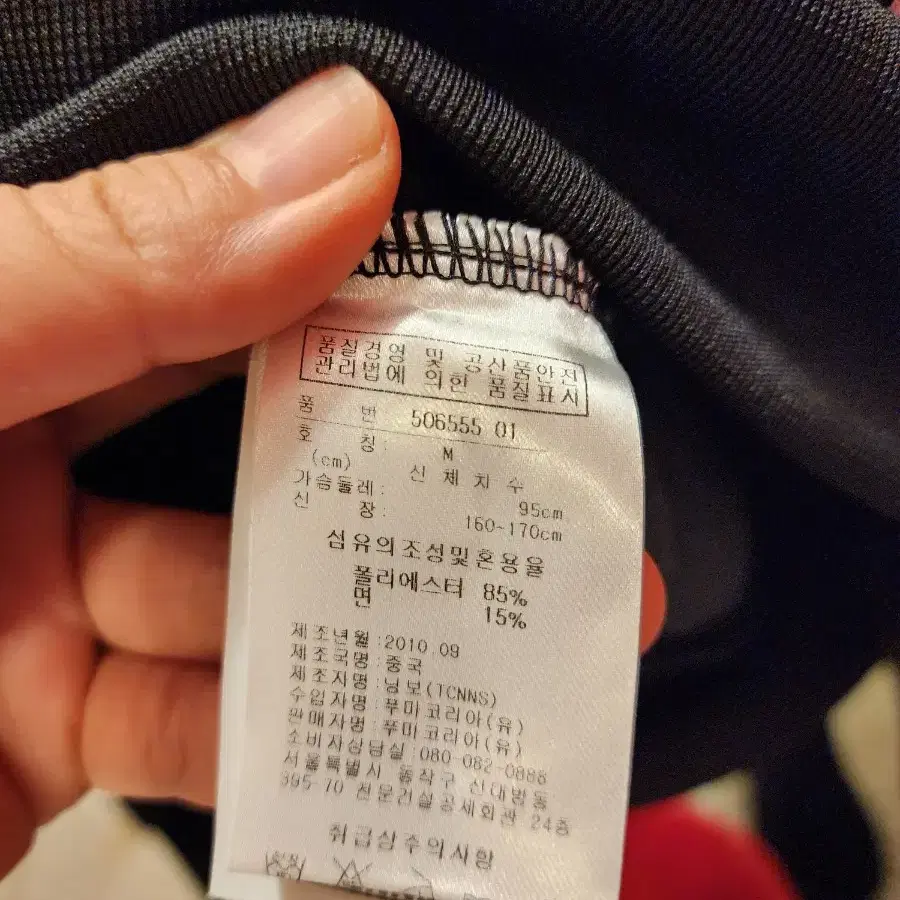 품질경영 및 공산품안전
관리법에 의한 품질표시
품 번 506555 01
호 칭: M
(cm) 신 체 치 수
가슴둘레: 95cm
신 장: 160-170cm
섬유의조성및혼용율
폴리에스터 85%
면 15%
제조년월:2010.09
제조국명:중국
제조자명:닝보(TCNNS)
수입자명:푸마코리아(유)
판매자명:푸마코리아(유)
소비자상담실:080-082-0888
서울특별시 동작구 신대방동
395-70 전문건설공제회관 24층
취급상주의사항